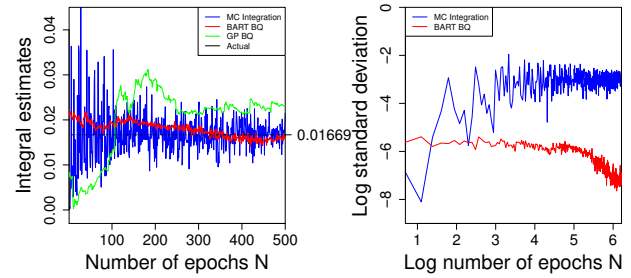 MC Integration
BART BQ
GP BQ
Actual
Integral estimates
0.00
0.01
0.02
0.03
0.04
0.01669
100
200
300
400
500
Number of epochs N
MC Integration
BART BQ
Log standard deviation
0
−2
−4
−6
−8
1
2
3
4
5
6
Log number of epochs N